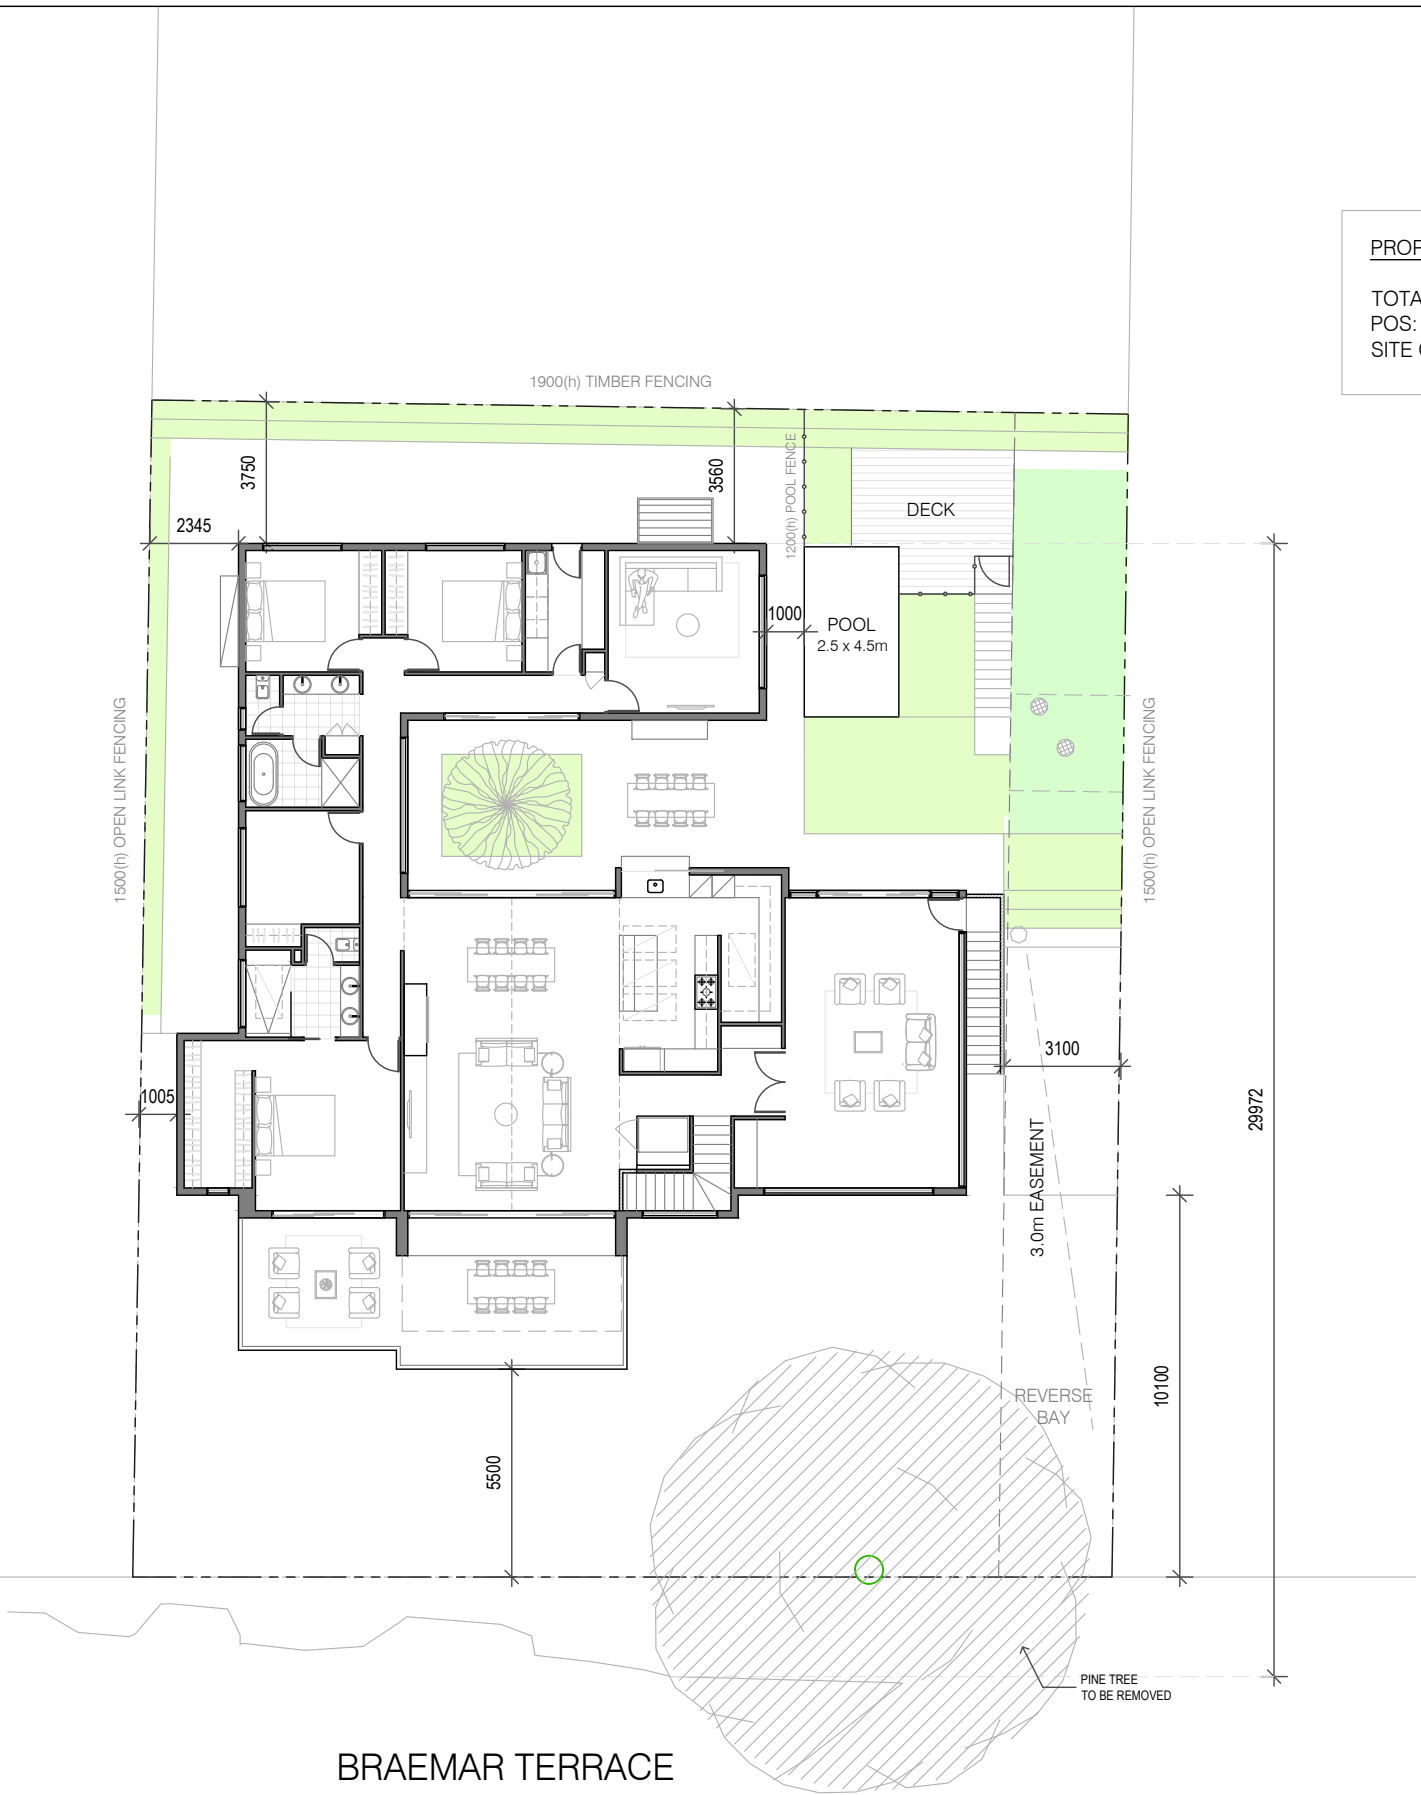 PROP
TOTA
POS:
SITE
1900(h) TIMBER FENCING
3750
3560
1200(h) POOL FENCE
DECK
2345
1000
POOL
2.5 x 4.5m
1500(h) OPEN LINK FENCING
1500(h) OPEN LINK FENCING
3100
1005
29972
3.0m EASEMENT
10100
REVERSE
BAY
5500
PINE TREE
TO BE REMOVED
BRAEMAR TERRACE